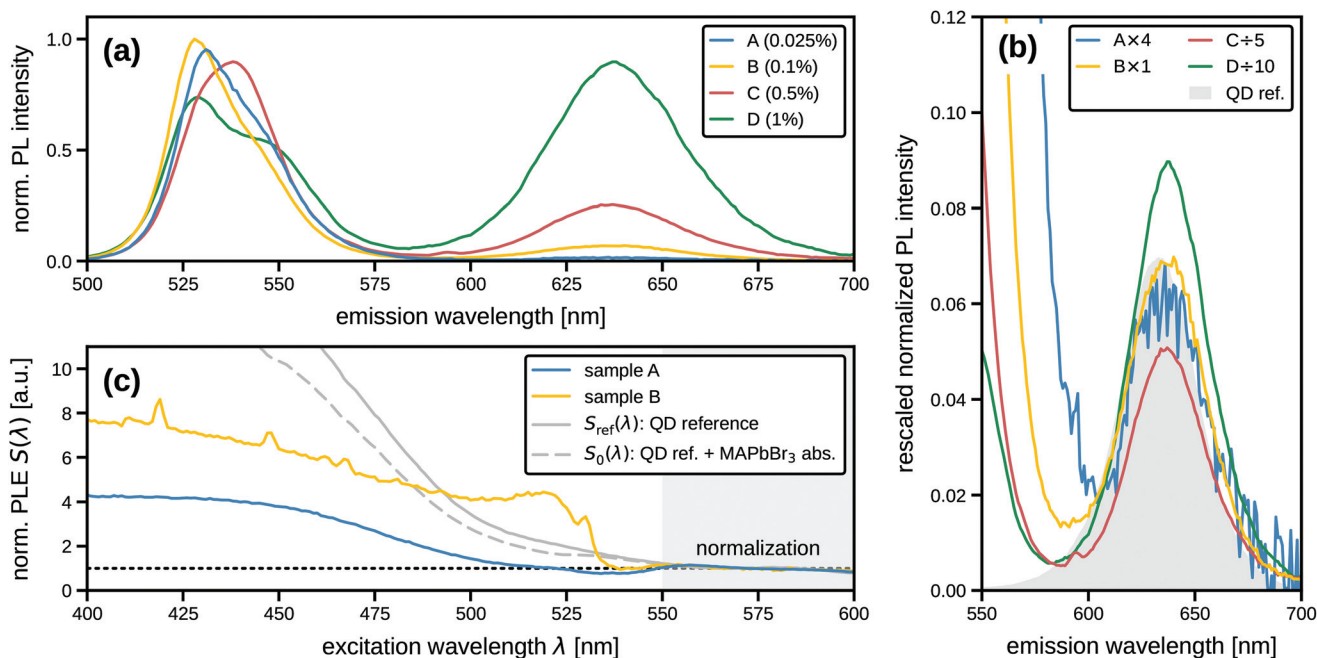 (a)
norm. PL intensity
1.0
0.5
0.0
A (0.025%)
B (0.1%)
C (0.5%)
D (1%)
500 525 550 575 600 625 650 675 700
emission wavelength [nm]
(b)
rescaled normalized PL intensity
0.12
0.10
0.08
0.06
0.04
0.02
0.00
A×4 C÷5
B×1 D÷10
QD ref.
550 600 650 700
emission wavelength [nm]
(c)
norm. PLE S(λ) [a.u.]
10
8
6
4
2
0
sample A
sample B
S_ref(λ): QD reference
S_0(λ): QD ref. + MAPbBr_3 abs.
normalization
400 425 450 475 500 525 550 575 600
excitation wavelength λ [nm]